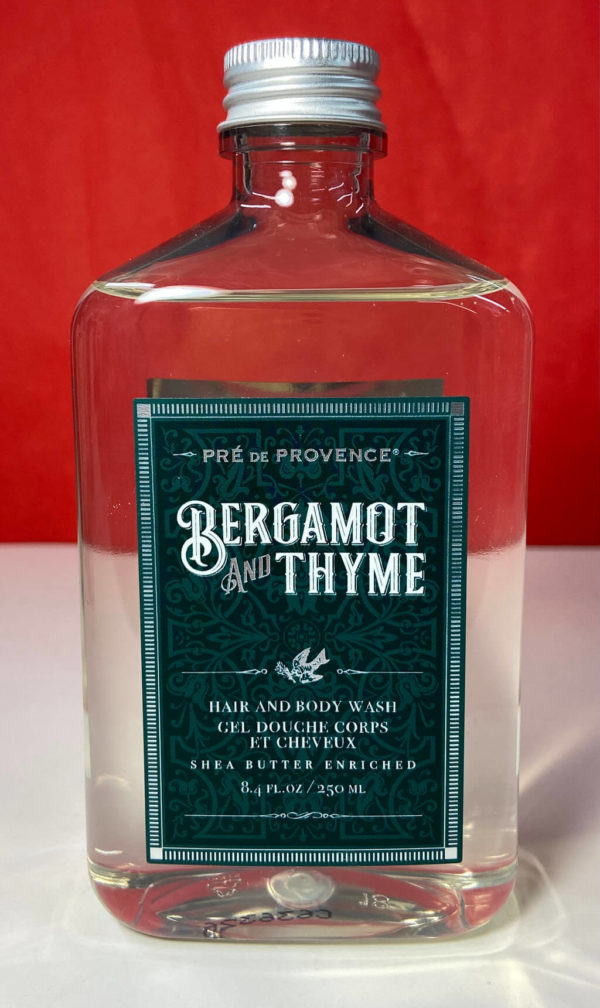 PRÉ DE PROVENCE®
BERGAMOT
AND THYME
HAIR AND BODY WASH
GEL DOUCHE CORPS
ET CHEVEUX
SHEA BUTTER ENRICHED
8.4 FL.OZ / 250 ML